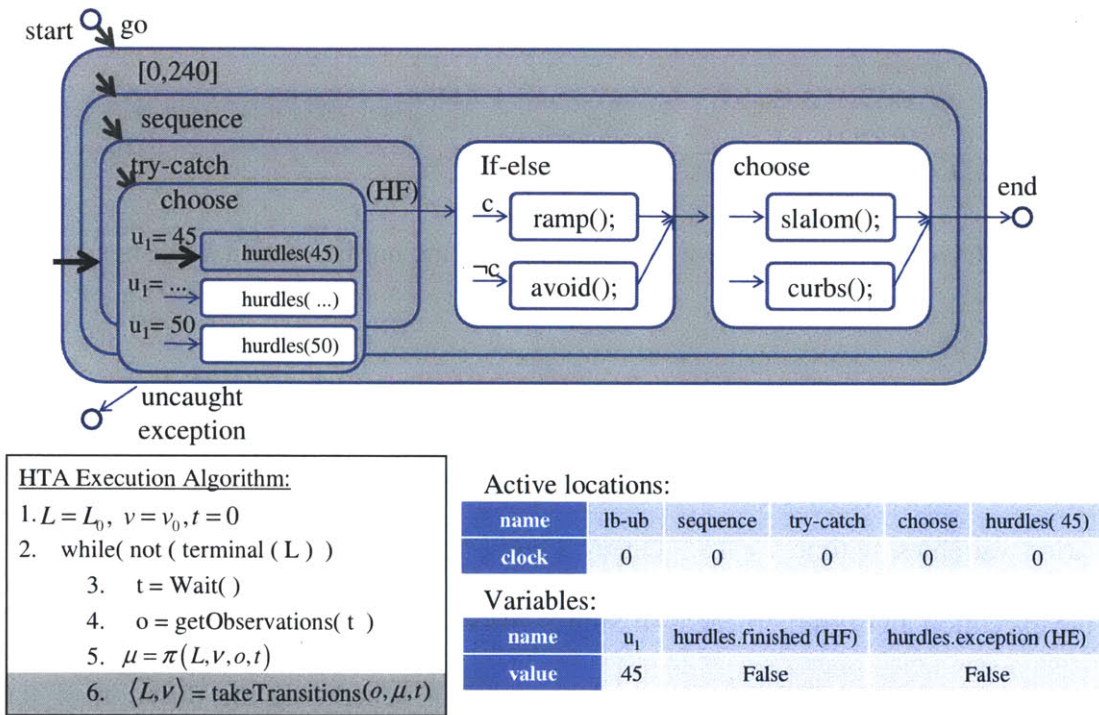 start
go
[0,240]
sequence
try-catch
choose
u₁= 45
hurdles(45)
u₁= ...
hurdles( ...)
u₁= 50
hurdles(50)
(HF)
If-else
c
ramp();
¬c
avoid();
choose
slalom();
curbs();
end
uncaught
exception
HTA Execution Algorithm:
1. L = L₀, ν = ν₀, t = 0
2. while( not ( terminal ( L ) )
3. t = Wait( )
4. o = getObservations( t )
5. μ = π(L, ν, o, t)
6. ⟨L, ν⟩ = takeTransitions(o, μ, t)
Active locations:
name lb-ub sequence try-catch choose hurdles( 45)
clock 0 0 0 0 0
Variables:
name u₁ hurdles.finished (HF) hurdles.exception (HE)
value 45 False False